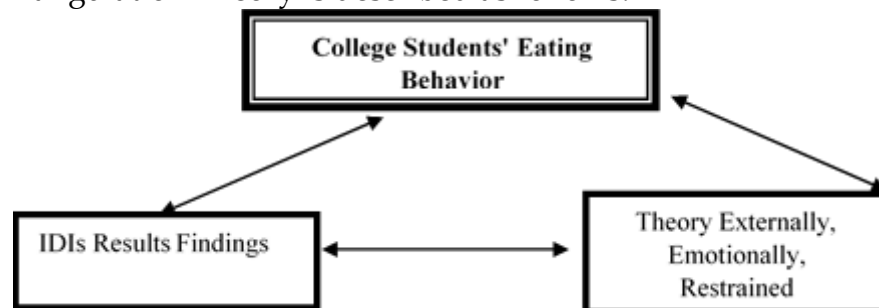 College Students' Eating
Behavior
IDIs Results Findings
Theory Externally,
Emotionally,
Restrained